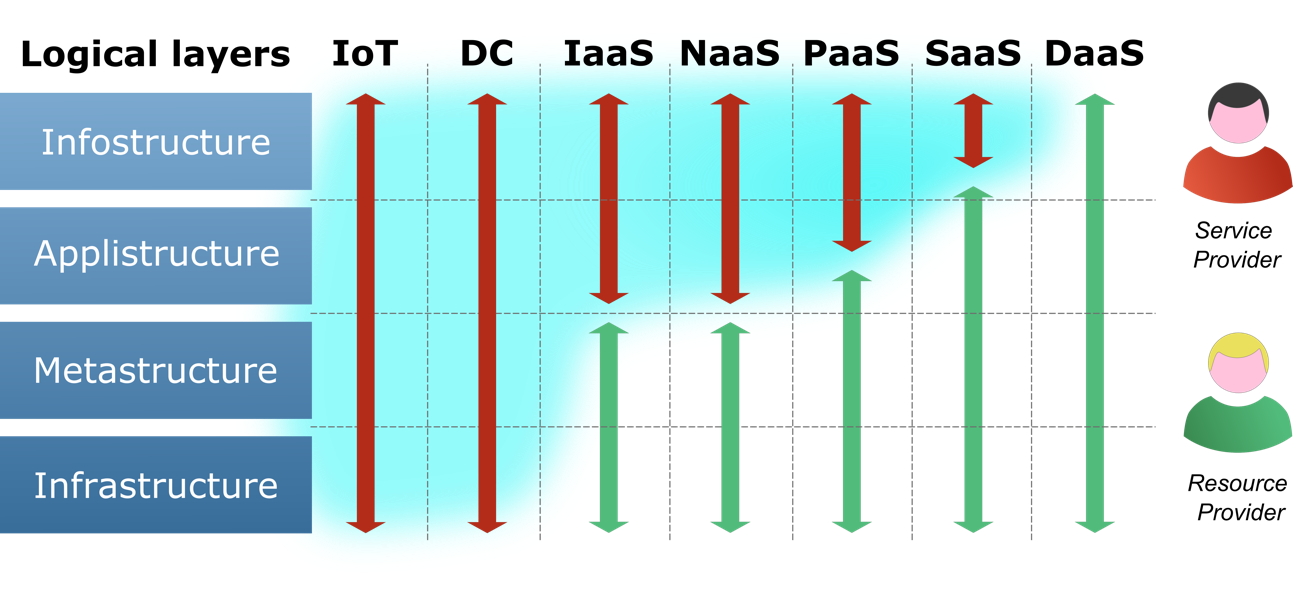 Logical layers IoT DC IaaS NaaS PaaS SaaS DaaS
Infostructure
Applistructure
Metastructure
Infrastructure
Service
Provider
Resource
Provider